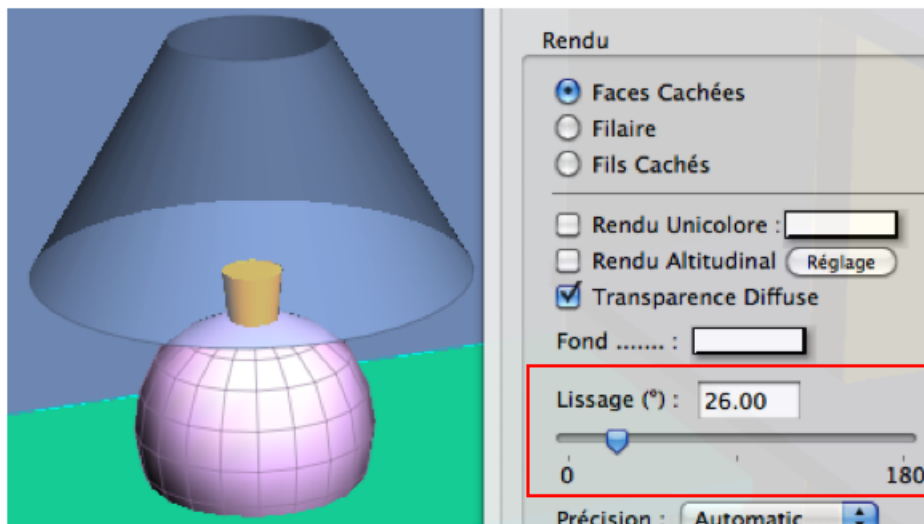 Rendu
Faces Cachées
Filaire
Fils Cachés
Rendu Unicolore :
Rendu Altitudinal Réglage
Transparence Diffuse
Fond ....... :
Lissage (°) : 26.00
0 180
Précision : Automatic